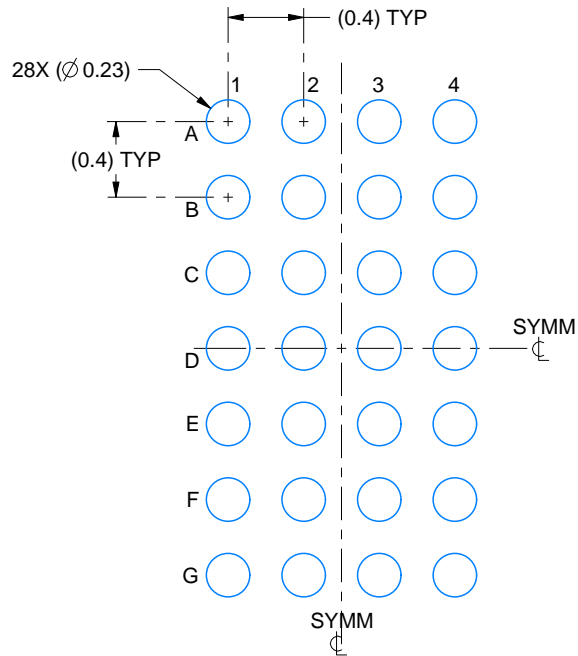 (0.4) TYP
28X (∅ 0.23)
1 2 3 4
A
(0.4) TYP
B
C
SYMM
℄
D
E
F
G
SYMM
℄